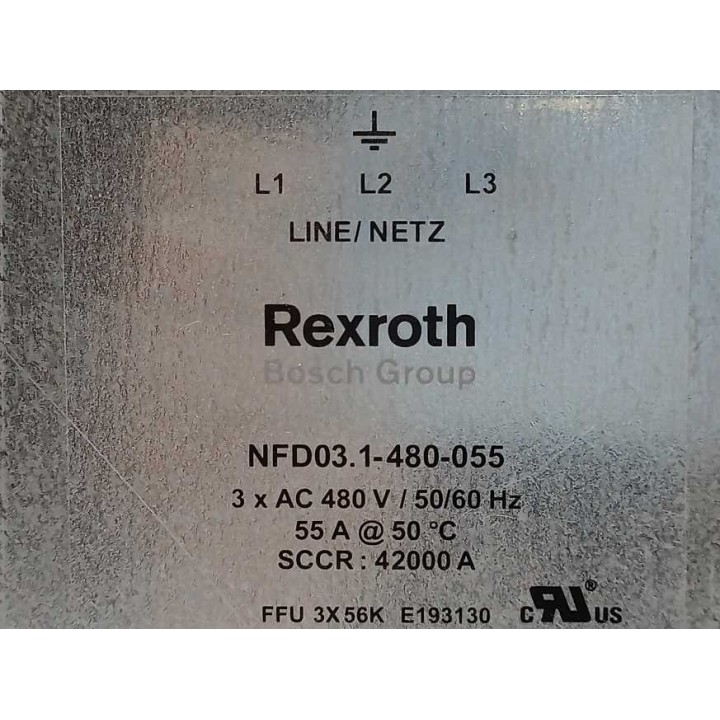 L1 L2 L3
LINE/ NETZ
Rexroth
Bosch Group
NFD03.1-480-055
3 x AC 480 V / 50/60 Hz
55 A @ 50 °C
SCCR : 42000 A
FFU 3X56K E193130 c RU ® US